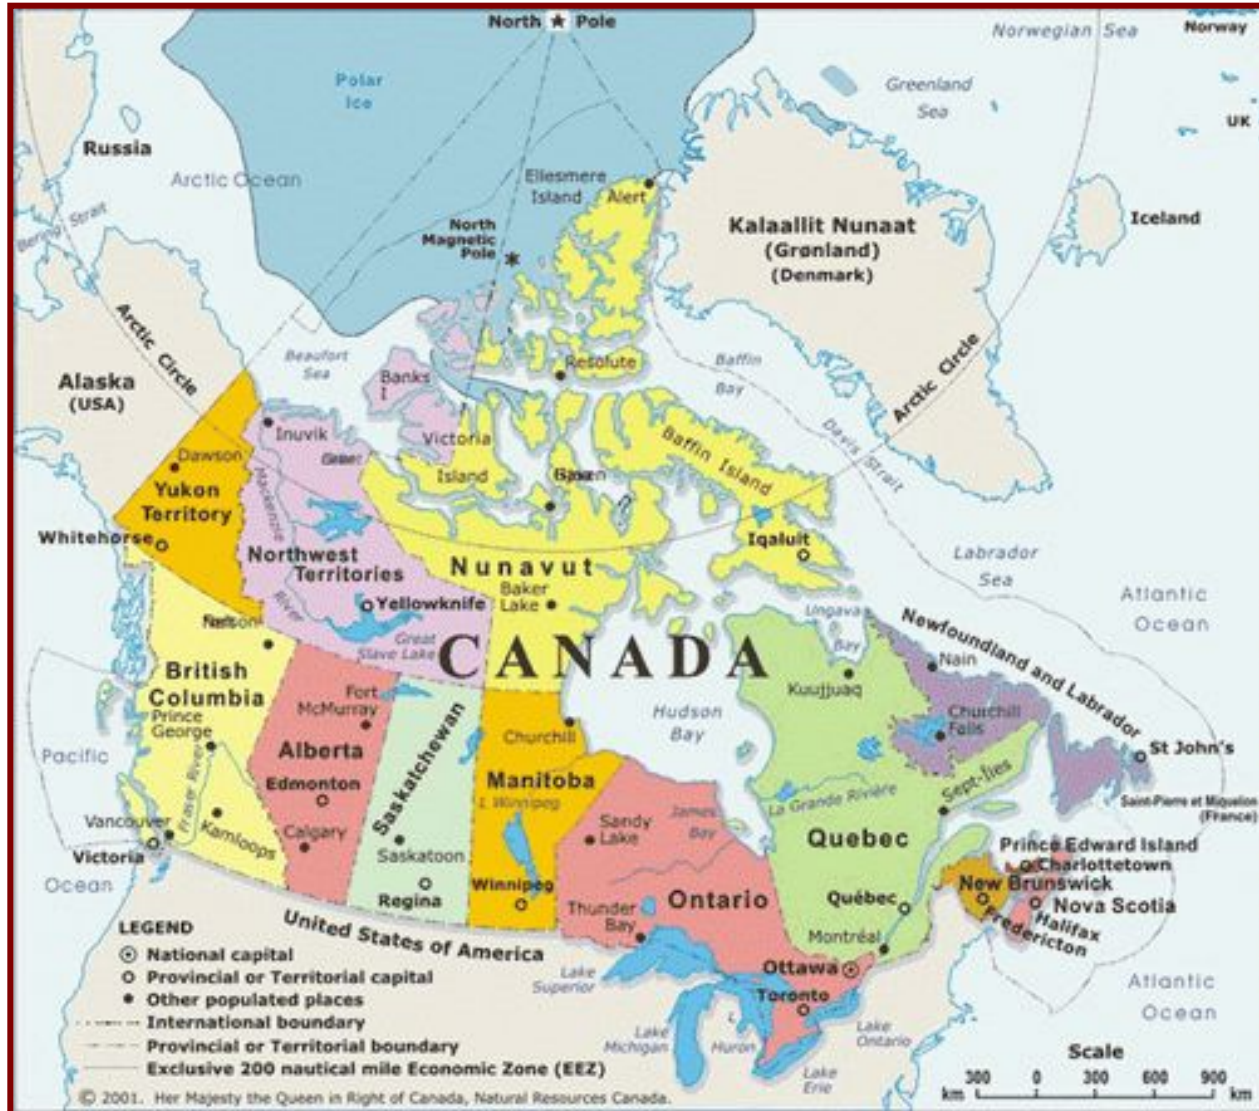 North Pole
Norwegian Sea
Norway
Polar
Ice
Greenland
Sea
UK
Russia
Arctic Ocean
Ellesmere
Island
Alert
Bering Strait
North
Magnetic
Pole
Kalaallit Nunaat
(Grønland)
(Denmark)
Iceland
Arctic Circle
Beaufort
Sea
Resolute
Baffin
Bay
Arctic Circle
Alaska
(USA)
Banks
I
Inuvik
Victoria
Island
Baffin Island
Davis Strait
Dawson
Mackenzie
River
Yukon
Territory
Whitehorse
Northwest
Territories
Nunavut
Iqaluit
Labrador
Sea
Yellowknife
Baker
Lake
Ungava
Bay
Atlantic
Ocean
Great
Slave Lake
CANADA
Newfoundland and Labrador
Nain
British
Columbia
Fort
McMurray
Kuujjuaq
Prince
George
Hudson
Bay
Churchill
Falls
Pacific
Ocean
Alberta
Saskatchewan
Churchill
St John's
Edmonton
Manitoba
L Winnipeg
La Grande Rivière
Sept-Îles
Saint-Pierre et Miquelon
(France)
Fraser River
Vancouver
Kamloops
Calgary
James
Bay
Sandy
Lake
Quebec
Victoria
Saskatoon
Regina
Winnipeg
Ontario
Prince Edward Island
Charlottetown
New Brunswick
Nova Scotia
Halifax
Fredericton
Québec
Thunder
Bay
Montréal
United States of America
Ottawa
Toronto
Lake
Superior
Lake
Michigan
L
Huron
Lake
Ontario
Lake
Erie
Atlantic
Ocean
LEGEND
National capital
Provincial or Territorial capital
Other populated places
International boundary
Provincial or Territorial boundary
Exclusive 200 nautical mile Economic Zone (EEZ)
Scale
300 0 300 600 900
km km
© 2001. Her Majesty the Queen in Right of Canada, Natural Resources Canada.